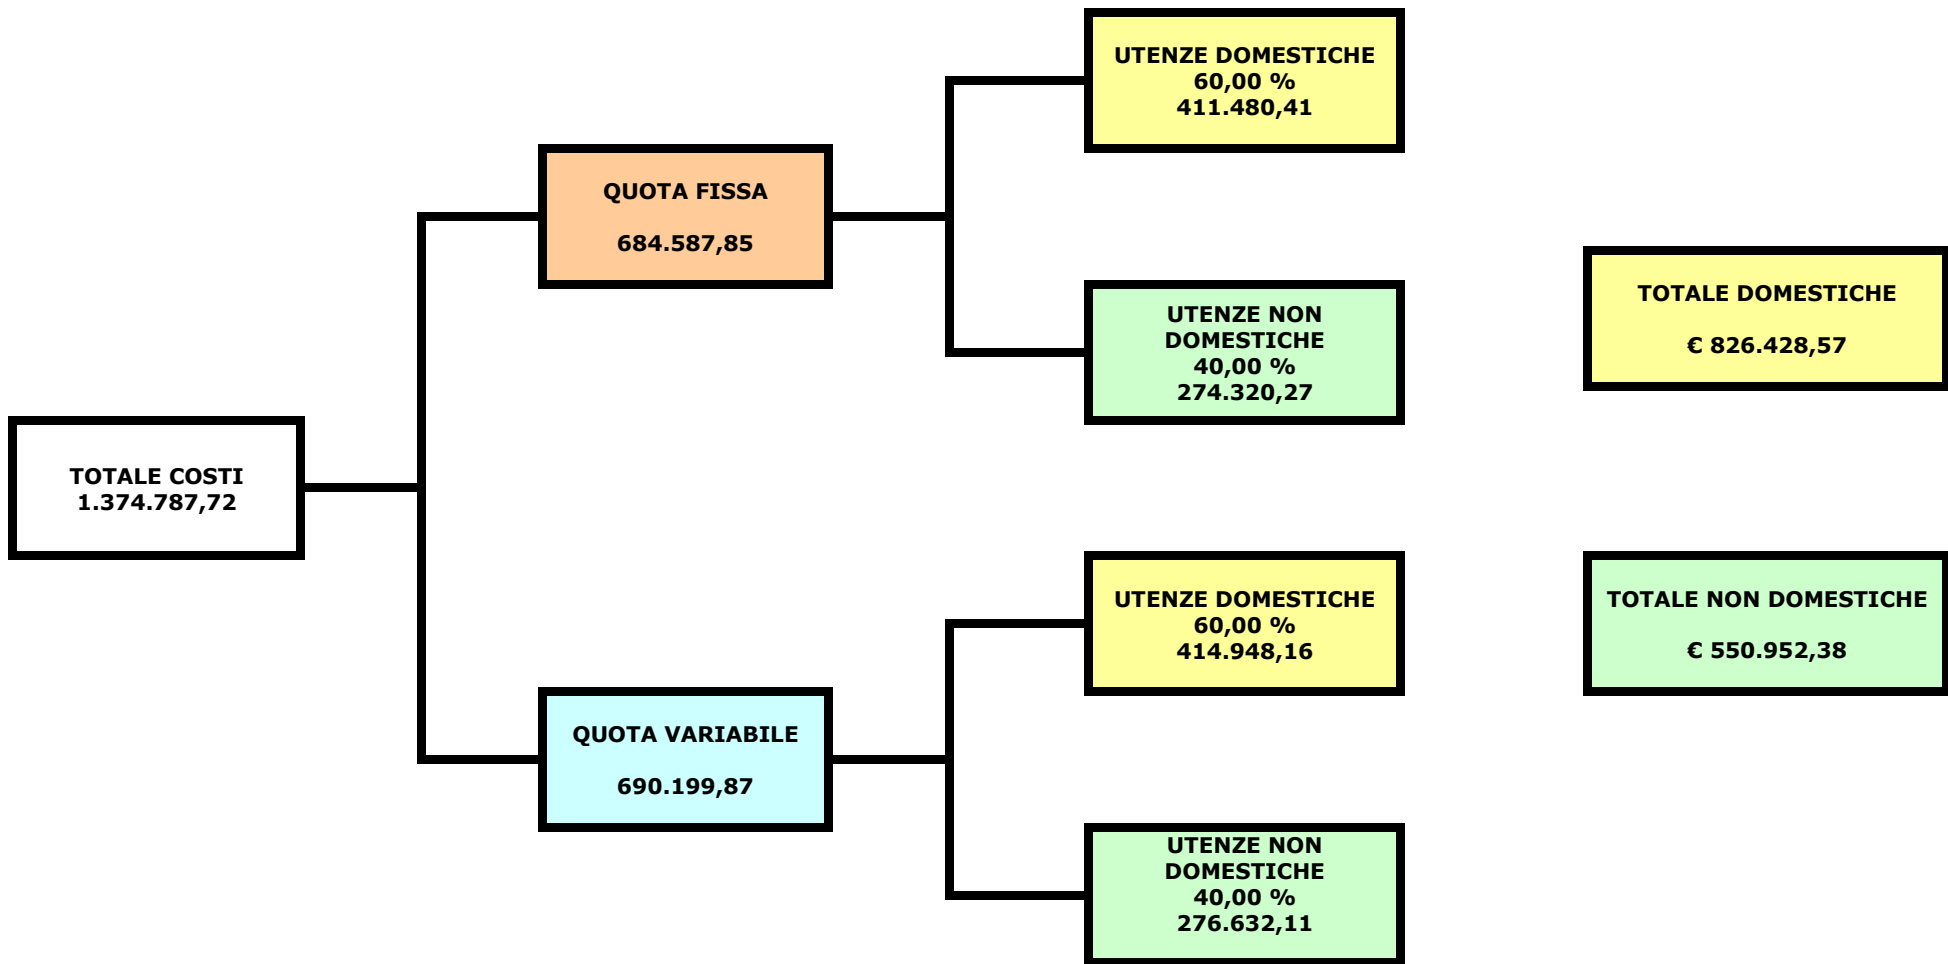 TOTALE COSTI
1.374.787,72
QUOTA FISSA
684.587,85
QUOTA VARIABILE
690.199,87
UTENZE DOMESTICHE
60,00 %
411.480,41
UTENZE NON
DOMESTICHE
40,00 %
274.320,27
UTENZE DOMESTICHE
60,00 %
414.948,16
UTENZE NON
DOMESTICHE
40,00 %
276.632,11
TOTALE DOMESTICHE
€ 826.428,57
TOTALE NON DOMESTICHE
€ 550.952,38